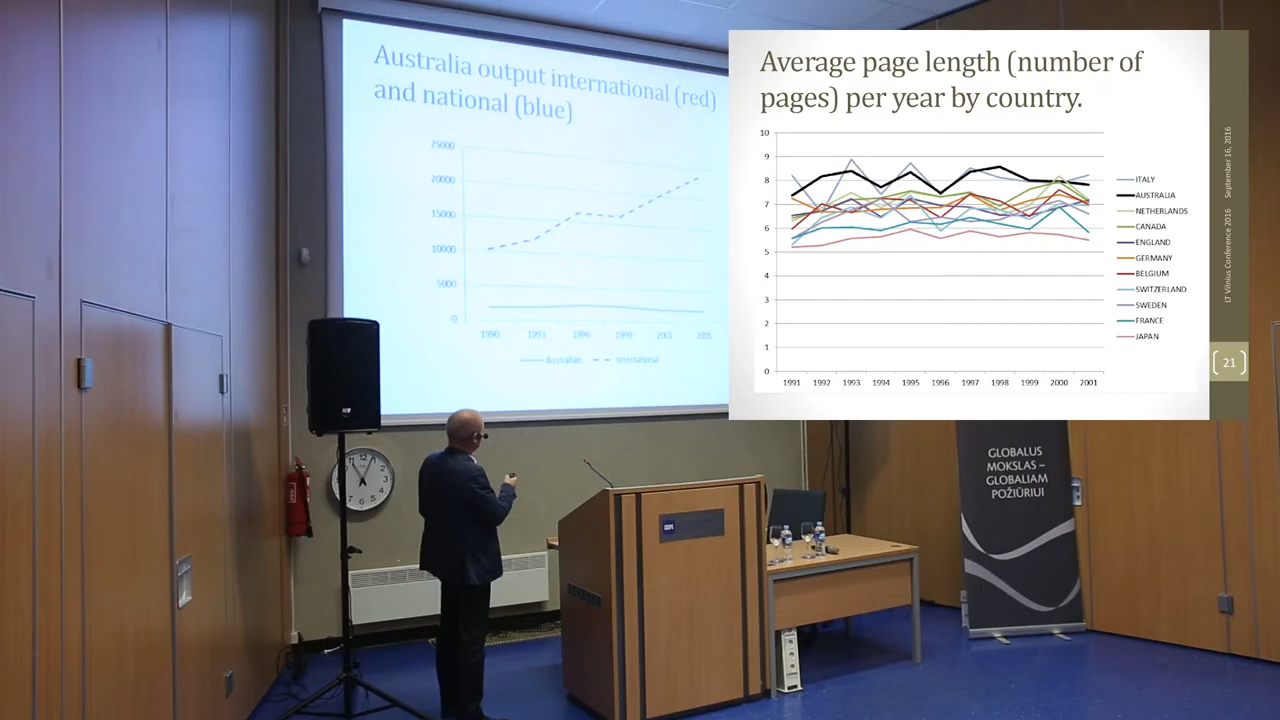 Australia output international (red)
and national (blue)
25000
20000
15000
10000
5000
0
1990 1993 1996 1999 2002 2005
Australian International
Average page length (number of
pages) per year by country.
10
9
8
7
6
5
4
3
2
1
0
1991 1992 1993 1994 1995 1996 1997 1998 1999 2000 2001
ITALY
AUSTRALIA
NETHERLANDS
CANADA
ENGLAND
GERMANY
BELGIUM
SWITZERLAND
SWEDEN
FRANCE
JAPAN
LT Vilnius Conference 2016 September 16, 2016
21
GLOBALUS
MOKSLAS –
GLOBALIAM
POŽIŪRIUI